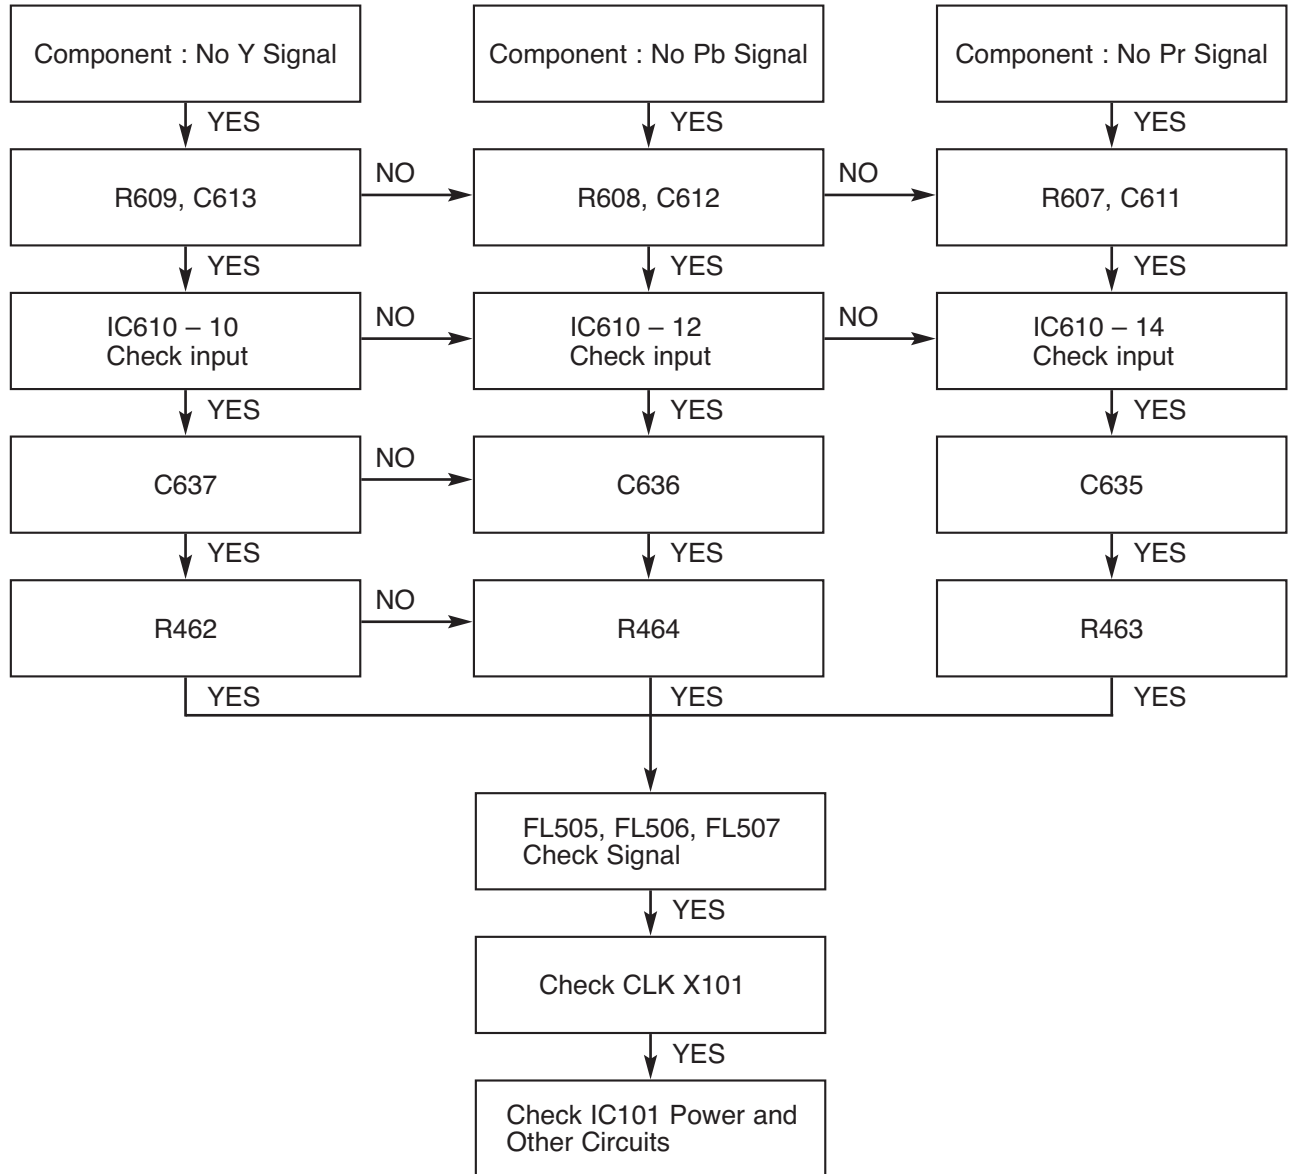 Component : No Y Signal
Component : No Pb Signal
Component : No Pr Signal
YES
YES
YES
R609, C613
NO
R608, C612
NO
R607, C611
YES
YES
YES
IC610 – 10
Check input
NO
IC610 – 12
Check input
NO
IC610 – 14
Check input
YES
YES
YES
C637
NO
C636
C635
YES
YES
YES
R462
NO
R464
R463
YES
YES
YES
FL505, FL506, FL507
Check Signal
YES
Check CLK X101
YES
Check IC101 Power and
Other Circuits